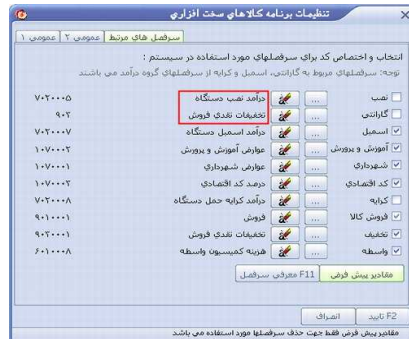 تنظیمات برنامه کالاهای سخت افزاری
سرفصل های مرتبط عمومی ۲ عمومی ۱
انتخاب و اختصاص کد برای سرفصلهای مورد استفاده در سیستم :
توجه: سرفصلهای مربوط به گارانتی، اسمبل و کرایه از سرفصلهای گروه درآمد می باشند
نصب ... درآمد نصب دستگاه ۷۰۲۰۰۰۵
گارانتی ... تخفیفات نقدی فروش ۹۰۲
اسمبل ... درآمد اسمبل دستگاه ۷۰۲۰۰۰۷
آموزش و پرورش ... عوارض آموزش و پرورش ۱۰۷۰۰۰۲
شهرداری ... عوارض شهرداری ۱۰۷۰۰۰۱
کد اقتصادی ... درصد کد اقتصادی ۱۰۷۰۰۰۲
کرایه ... درآمد کرایه حمل دستگاه ۷۰۲۰۰۰۸
فروش کالا ... فروش ۹۰۱۰۰۰۱
تخفیف ... تخفیفات نقدی فروش ۹۰۲۰۰۰۱
واسطه ... هزینه کمیسیون واسطه ۶۰۱۰۰۰۸
مقادیر پیش فرض F11 معرفی سرفصل
F2 تایید انصراف
مقادیر پیش فرض فقط جهت حذف سرفصلها مورد استفاده می باشد